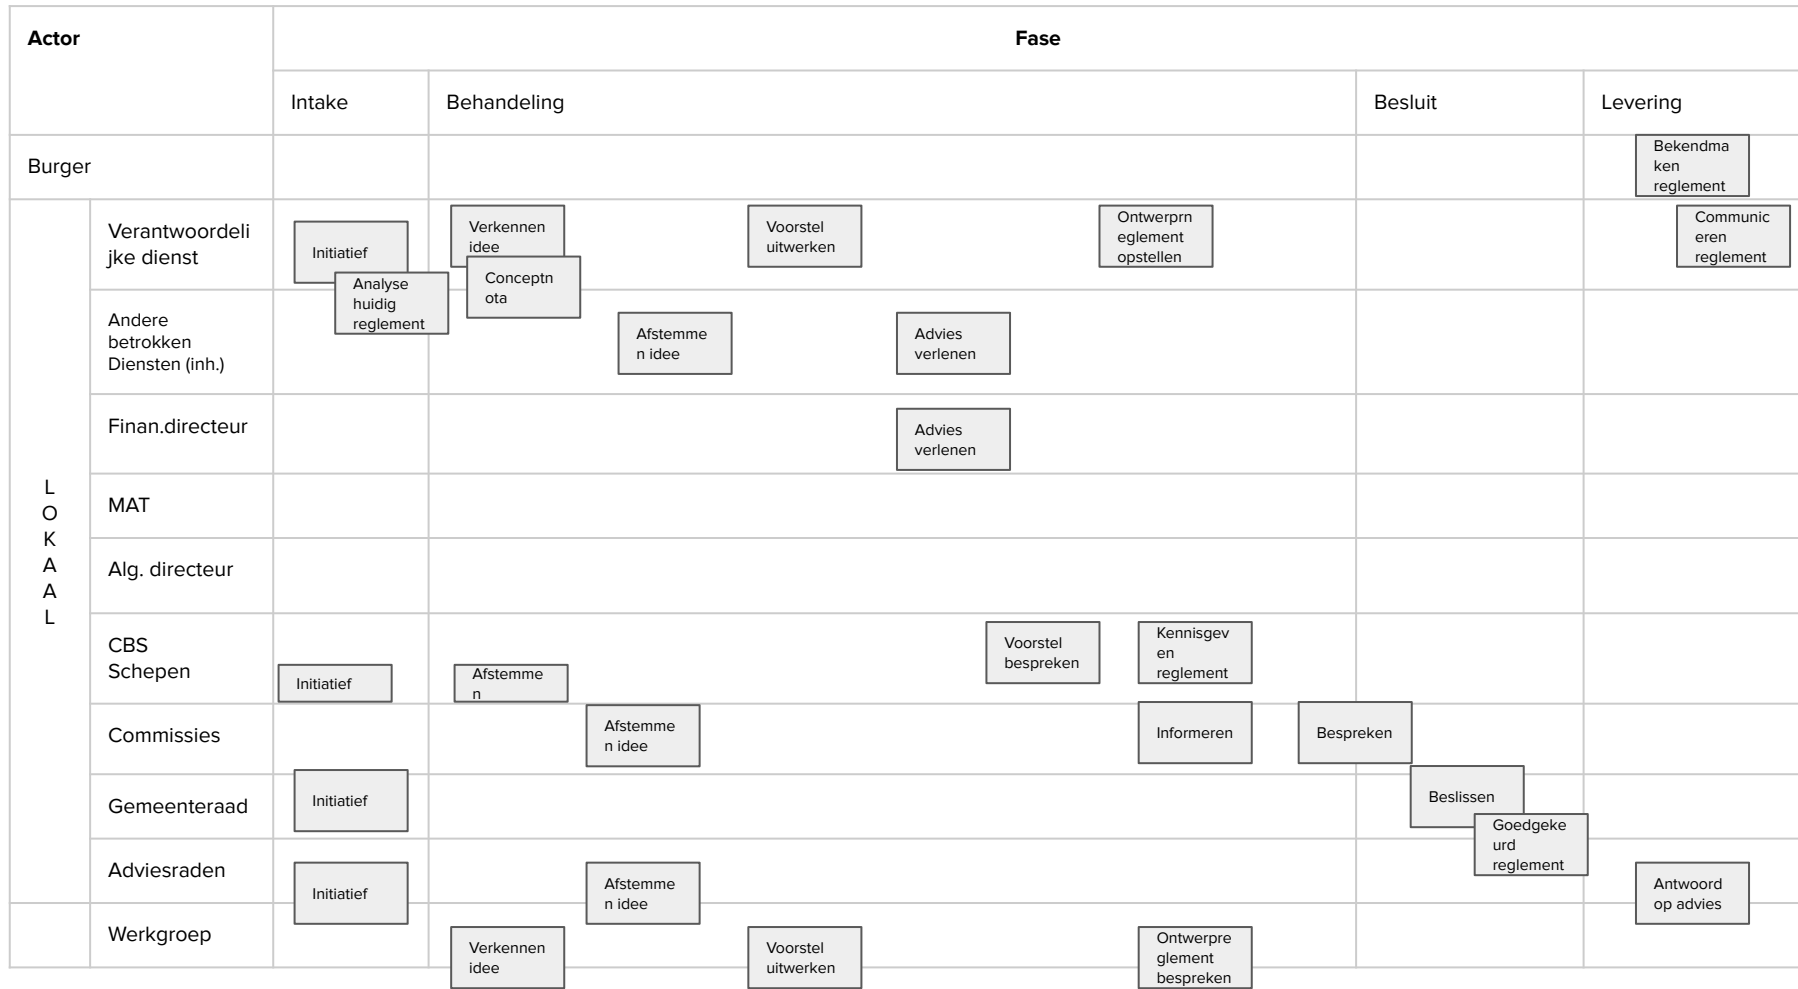 Actor
Fase
Intake
Behandeling
Besluit
Levering
Burger
Bekendma
ken
reglement
L
O
K
A
A
L
Verantwoordeli
jke dienst
Initiatief
Analyse
huidig
reglement
Verkennen
idee
Conceptn
ota
Voorstel
uitwerken
Ontwerprn
eglement
opstellen
Communic
eren
reglement
Andere
betrokken
Diensten (inh.)
Afstemme
n idee
Advies
verlenen
Finan.directeur
Advies
verlenen
MAT
Alg. directeur
CBS
Schepen
Initiatief
Afstemme
n
Voorstel
bespreken
Kennisgev
en
reglement
Commissies
Afstemme
n idee
Informeren
Bespreken
Gemeenteraad
Initiatief
Beslissen
Goedgeke
urd
reglement
Adviesraden
Initiatief
Afstemme
n idee
Antwoord
op advies
Werkgroep
Verkennen
idee
Voorstel
uitwerken
Ontwerpre
glement
bespreken